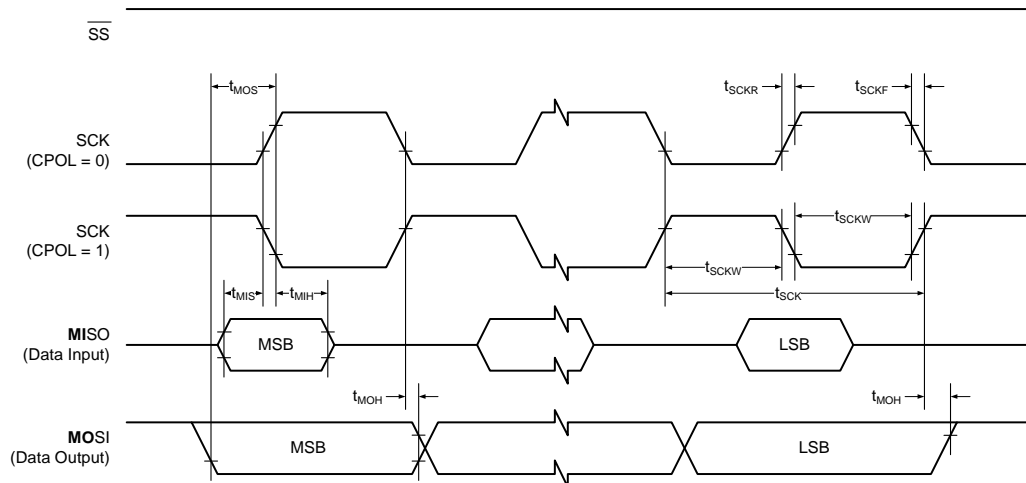 SS
tMOS
tSCKR
tSCKF
SCK
(CPOL = 0)
SCK
(CPOL = 1)
tSCKW
tSCKW
tMIS
tMIH
tSCK
MISO
(Data Input)
MSB
LSB
tMOH
tMOH
MOSI
(Data Output)
MSB
LSB